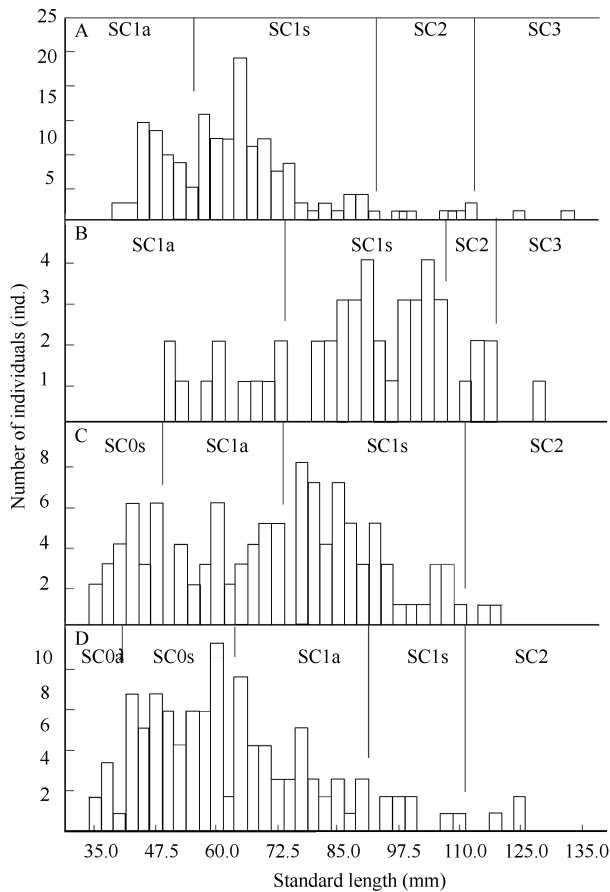 25
A SC1a SC1s SC2 SC3
20
15
10
5
B SC1a SC1s SC2 SC3
4
3
2
1
Number of individuals (ind.)
C SC0s SC1a SC1s SC2
8
6
4
2
D
SC0a SC0s SC1a SC1s SC2
10
8
6
4
2
35.0 47.5 60.0 72.5 85.0 97.5 110.0 125.0 135.0
Standard length (mm)